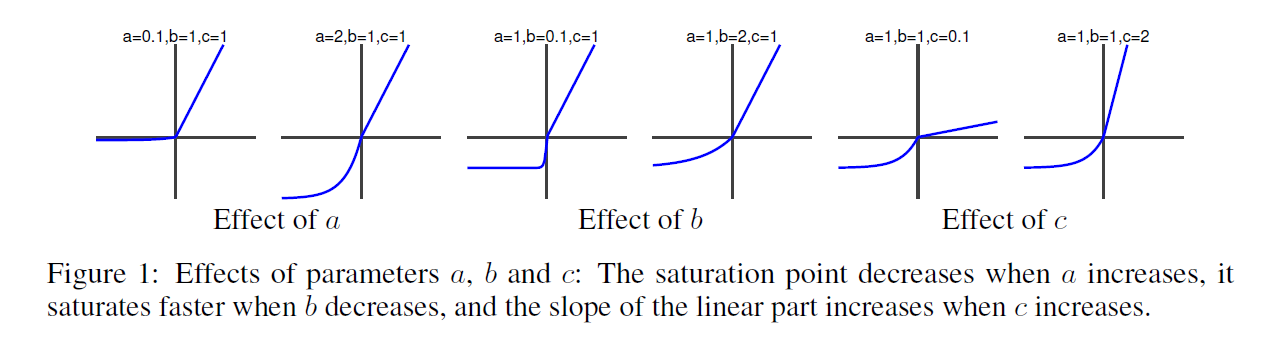 a=0.1,b=1,c=1
a=2,b=1,c=1
a=1,b=0.1,c=1
a=1,b=2,c=1
a=1,b=1,c=0.1
a=1,b=1,c=2
Effect of a
Effect of b
Effect of c
Figure 1: Effects of parameters a, b and c: The saturation point decreases when a increases, it
saturates faster when b decreases, and the slope of the linear part increases when c increases.